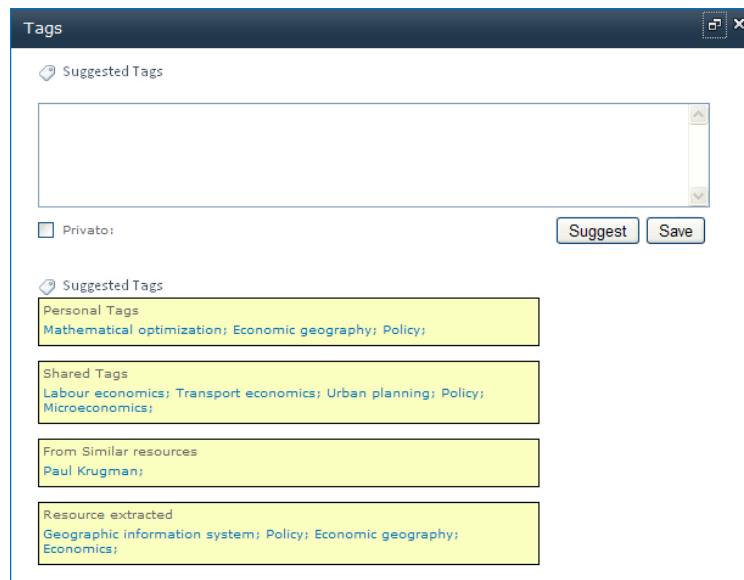 Tags
Suggested Tags
Privato:
Suggest
Save
Suggested Tags
Personal Tags
Mathematical optimization; Economic geography; Policy;
Shared Tags
Labour economics; Transport economics; Urban planning; Policy;
Microeconomics;
From Similar resources
Paul Krugman;
Resource extracted
Geographic information system; Policy; Economic geography;
Economics;